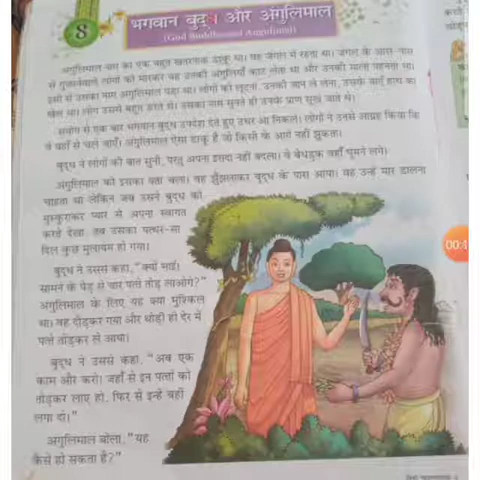 8
भगवान बुद्ध और अंगुलिमाल
(God Buddha and Angulimal)
अंगुलिमाल नाम का एक बहुत खतरनाक डाकू था। वह जंगल में रहता था। जंगल के आस-पास
से गुजरनेवाले लोगों को मारकर वह उनकी अंगुलियाँ काट लेता था और उनकी माला पहनता था।
इसी से उसका नाम अंगुलिमाल पड़ा था। लोगों को लूटना, उनकी जान ले लेना, उसके बाएँ हाथ का
खेल था। लोग उससे बहुत डरते थे। उसका नाम सुनते ही उनके प्राण सूख जाते थे।
संयोग से एक बार भगवान बुद्ध उपदेश देते हुए उधर आ निकले। लोगों ने उनसे आग्रह किया कि
वे वहाँ से चले जाएँ। अंगुलिमाल ऐसा डाकू है जो किसी के आगे नहीं झुकता।
बुद्ध ने लोगों की बात सुनी, परंतु अपना इरादा नहीं बदला। वे बेधड़क वहाँ घूमने लगे।
अंगुलिमाल को इसका पता चला। वह झुँझलाकर बुद्ध के पास आया। वह उन्हें मार डालना
चाहता था लेकिन जब उसने बुद्ध को
मुस्कुराकर प्यार से अपना स्वागत
करते देखा, तब उसका पत्थर-सा
दिल कुछ मुलायम हो गया।
बुद्ध ने उससे कहा, "क्यों भाई!
सामने के पेड़ से चार पत्ते तोड़ लाओगे?"
अंगुलिमाल के लिए यह क्या मुश्किल
था। वह दौड़कर गया और थोड़ी ही देर में
पत्ते तोड़कर ले आया।
बुद्ध ने उससे कहा, "अब एक
काम और करो। जहाँ से इन पत्तों को
तोड़कर लाए हो, फिर से इन्हें वहीं
लगा दो।"
अंगुलिमाल बोला, "यह
कैसे हो सकता है?"